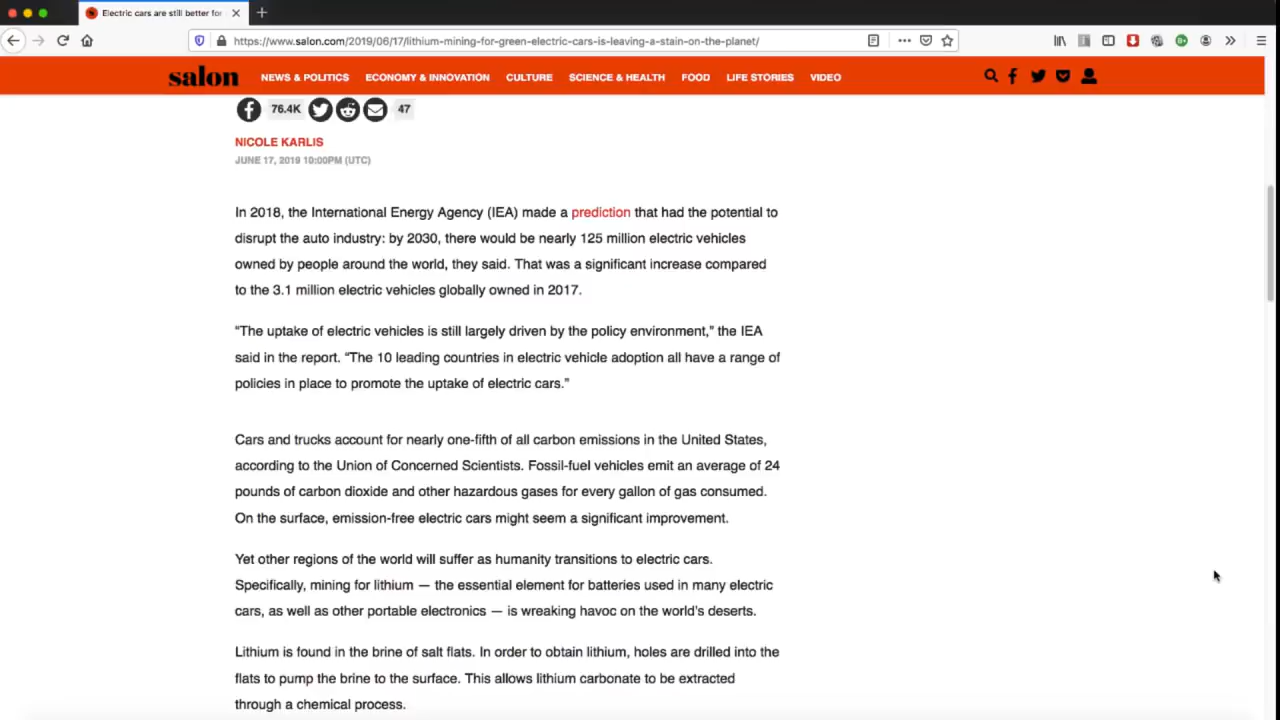 Electric cars are still better for
https://www.salon.com/2019/06/17/lithium-mining-for-green-electric-cars-is-leaving-a-stain-on-the-planet/
salon NEWS & POLITICS ECONOMY & INNOVATION CULTURE SCIENCE & HEALTH FOOD LIFE STORIES VIDEO
76.4K 47
NICOLE KARLIS
JUNE 17, 2019 10:00PM (UTC)
In 2018, the International Energy Agency (IEA) made a prediction that had the potential to
disrupt the auto industry: by 2030, there would be nearly 125 million electric vehicles
owned by people around the world, they said. That was a significant increase compared
to the 3.1 million electric vehicles globally owned in 2017.
“The uptake of electric vehicles is still largely driven by the policy environment,” the IEA
said in the report. “The 10 leading countries in electric vehicle adoption all have a range of
policies in place to promote the uptake of electric cars.”
Cars and trucks account for nearly one-fifth of all carbon emissions in the United States,
according to the Union of Concerned Scientists. Fossil-fuel vehicles emit an average of 24
pounds of carbon dioxide and other hazardous gases for every gallon of gas consumed.
On the surface, emission-free electric cars might seem a significant improvement.
Yet other regions of the world will suffer as humanity transitions to electric cars.
Specifically, mining for lithium — the essential element for batteries used in many electric
cars, as well as other portable electronics — is wreaking havoc on the world's deserts.
Lithium is found in the brine of salt flats. In order to obtain lithium, holes are drilled into the
flats to pump the brine to the surface. This allows lithium carbonate to be extracted
through a chemical process.